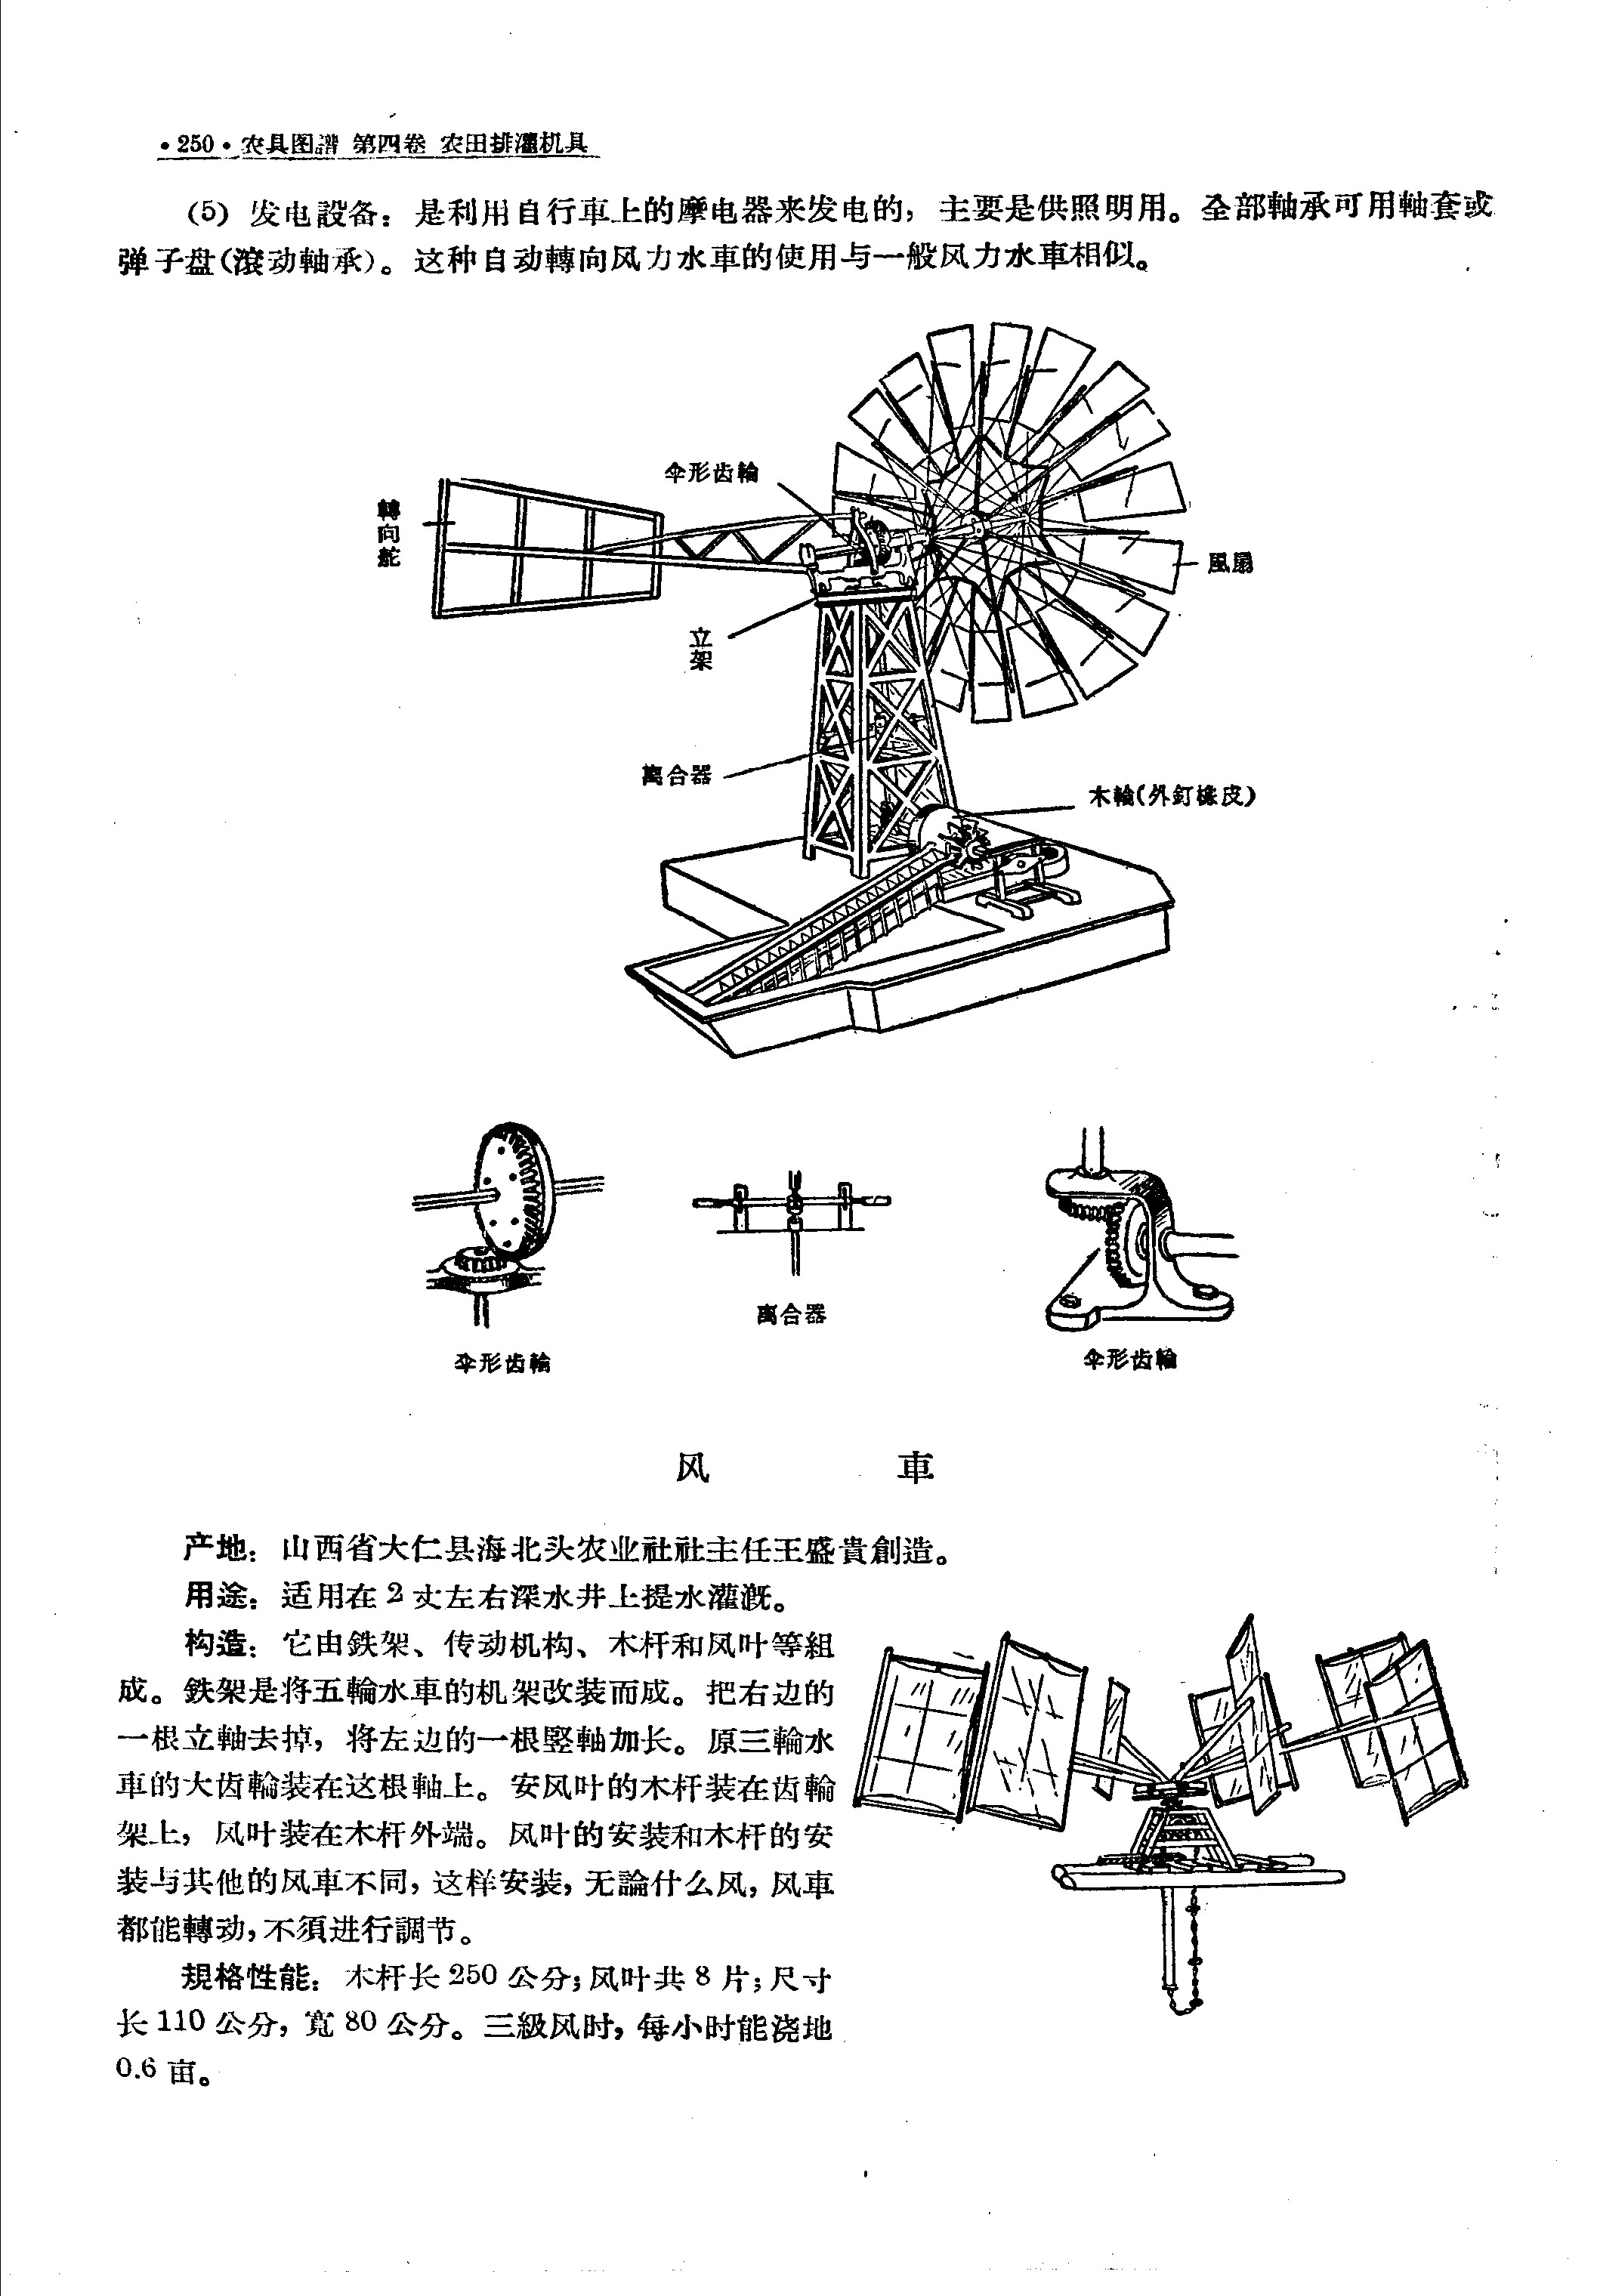 •250•农具图譜 第四卷 农田排灌机具
(5) 发电設备：是利用自行車上的摩电器来发电的，主要是供照明用。全部軸承可用軸套或
弹子盘(滾动軸承)。这种自动轉向风力水車的使用与一般风力水車相似。
伞形齿輪
轉向舵
風扇
立架
离合器
木輪(外釘橡皮)
伞形齿輪
离合器
伞形齿輪
风 車
产地：山西省大仁县海北头农业社社主任王盛貴創造。
用途：适用在2丈左右深水井上提水灌溉。
构造：它由鉄架、传动机构、木杆和风叶等組
成。鉄架是将五輪水車的机架改装而成。把右边的
一根立軸去掉，将左边的一根竪軸加长。原三輪水
車的大齿輪装在这根軸上。安风叶的木杆装在齿輪
架上，风叶装在木杆外端。风叶的安装和木杆的安
装与其他的风車不同，这样安装，无論什么风，风車
都能轉动，不須进行調节。
規格性能：木杆长250公分；风叶共8片；尺寸
长110公分，寬80公分。三級风时，每小时能浇地
0.6亩。